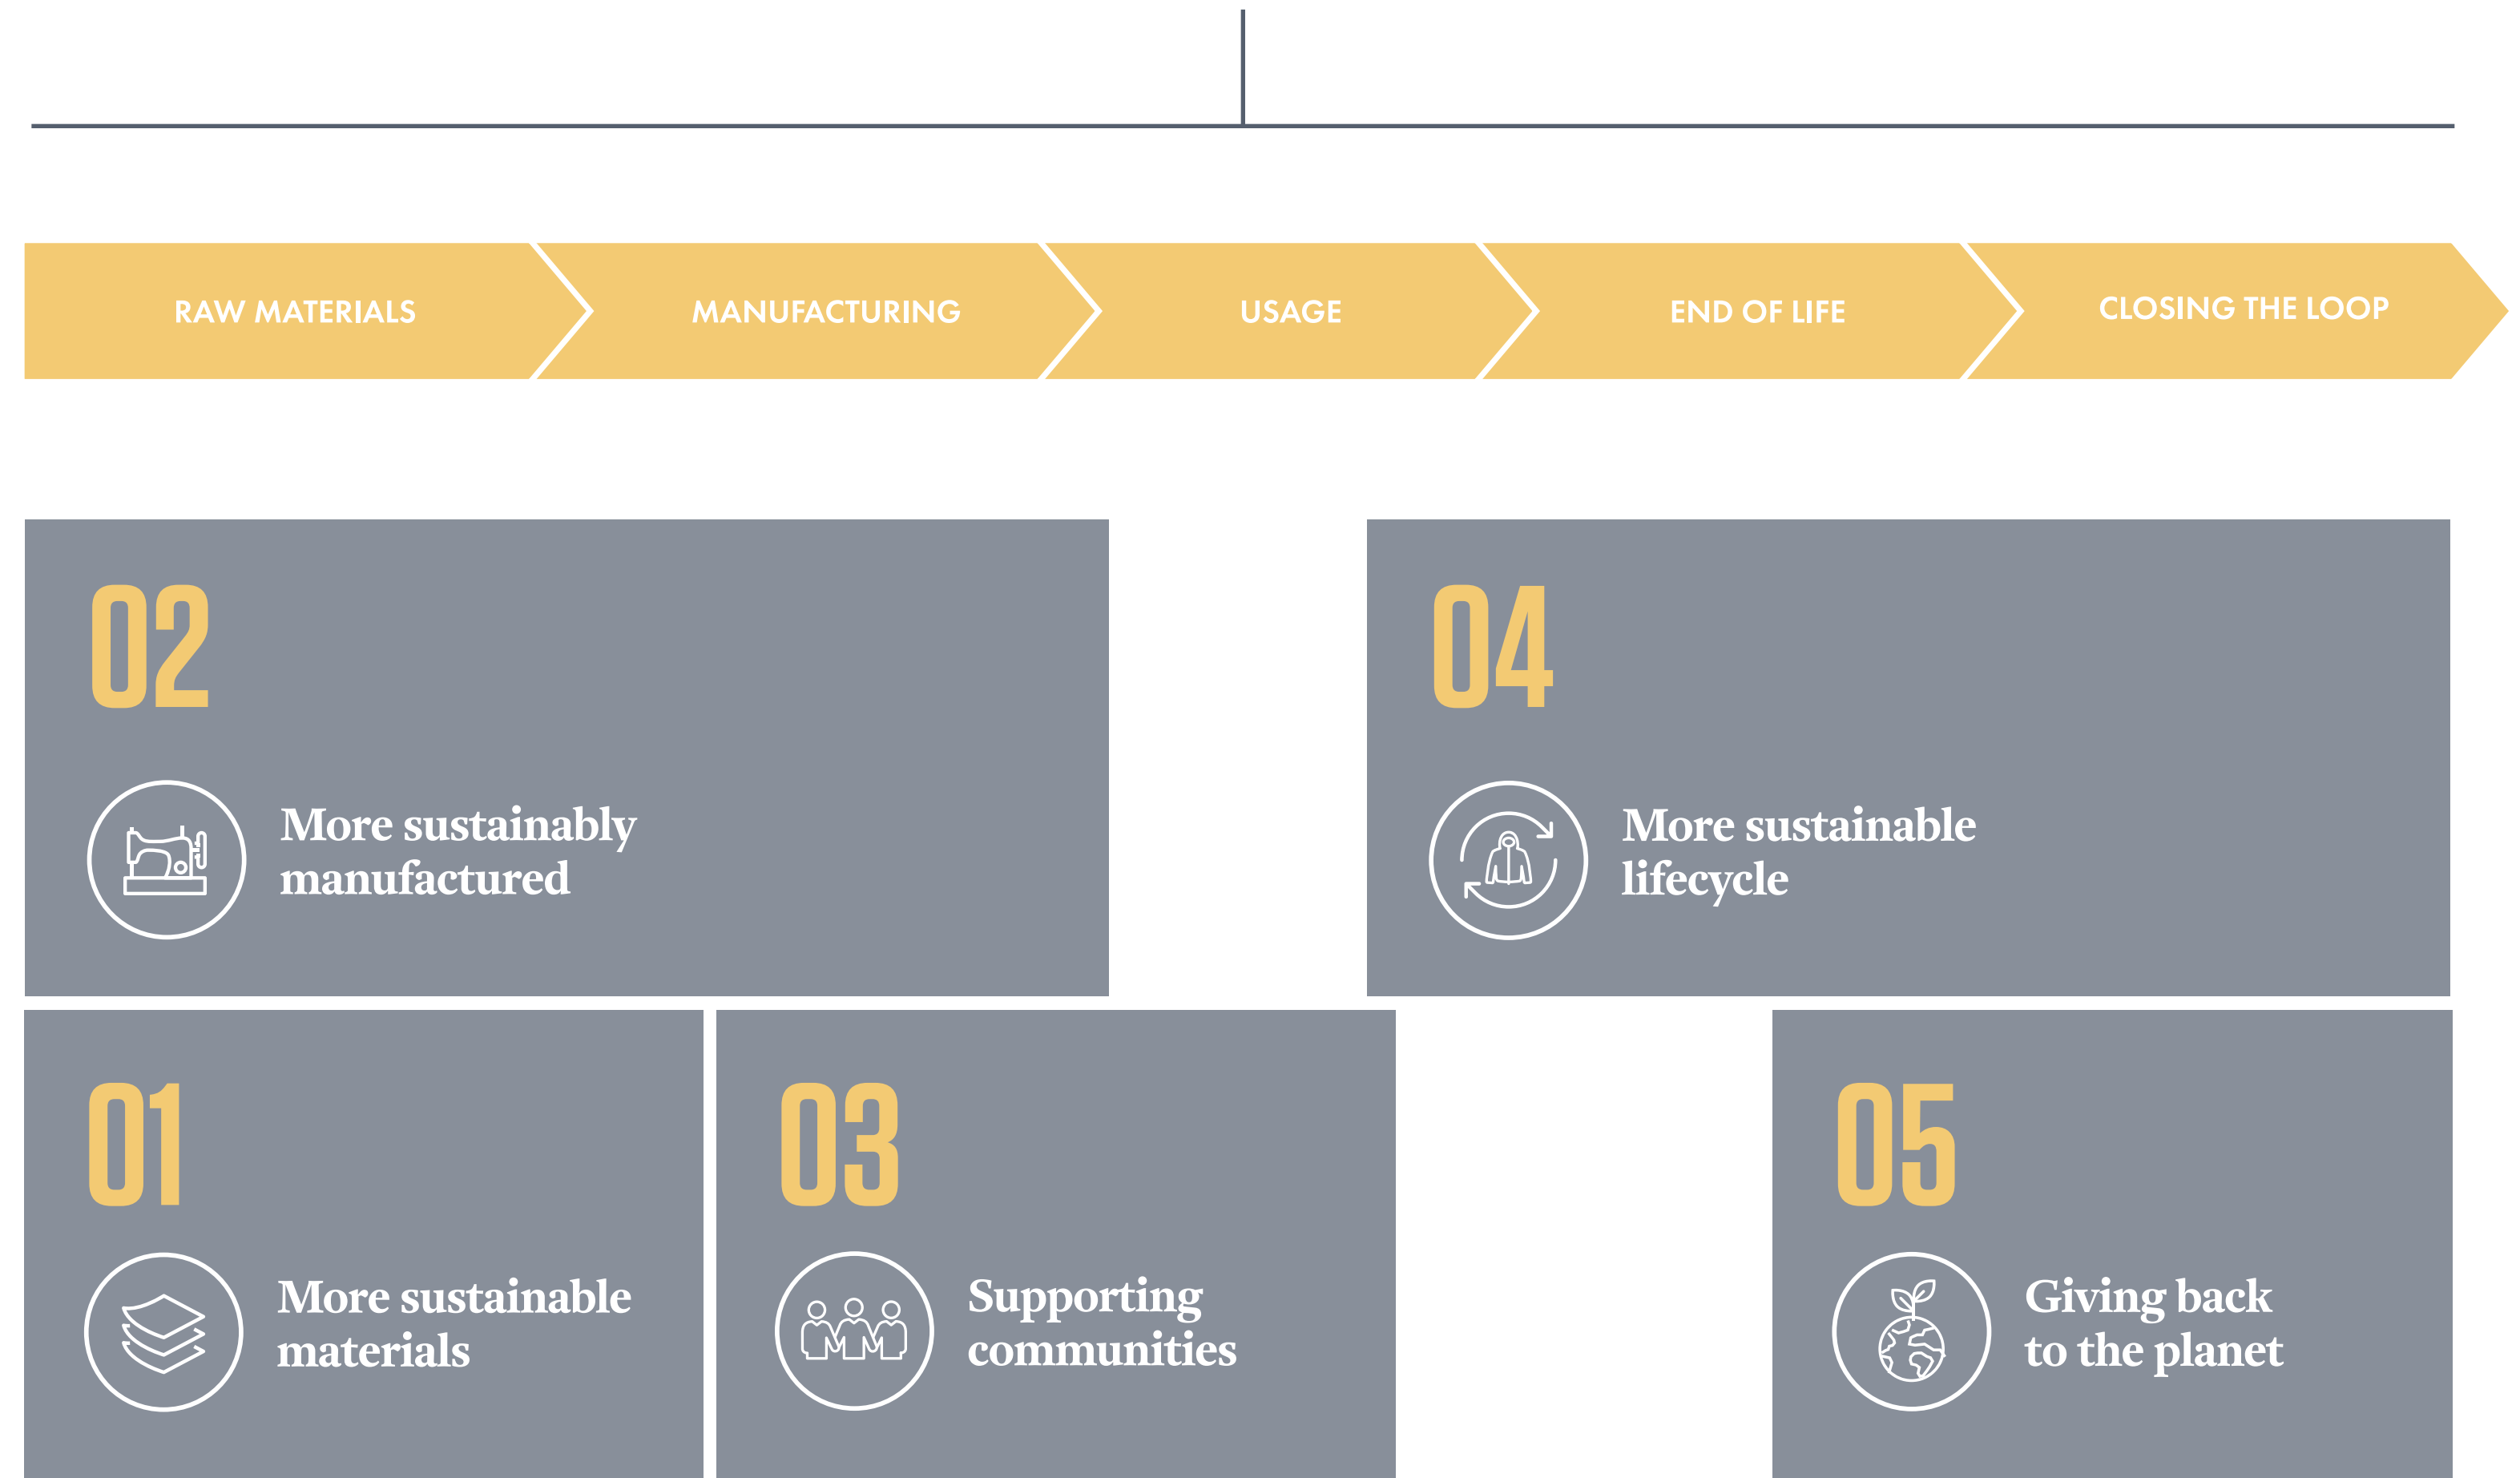 RAW MATERIALS
MANUFACTURING
USAGE
END OF LIFE
CLOSING THE LOOP
02
More sustainably
manufactured
04
More sustainable
lifecycle
01
More sustainable
materials
03
Supporting
communities
05
Giving back
to the planet